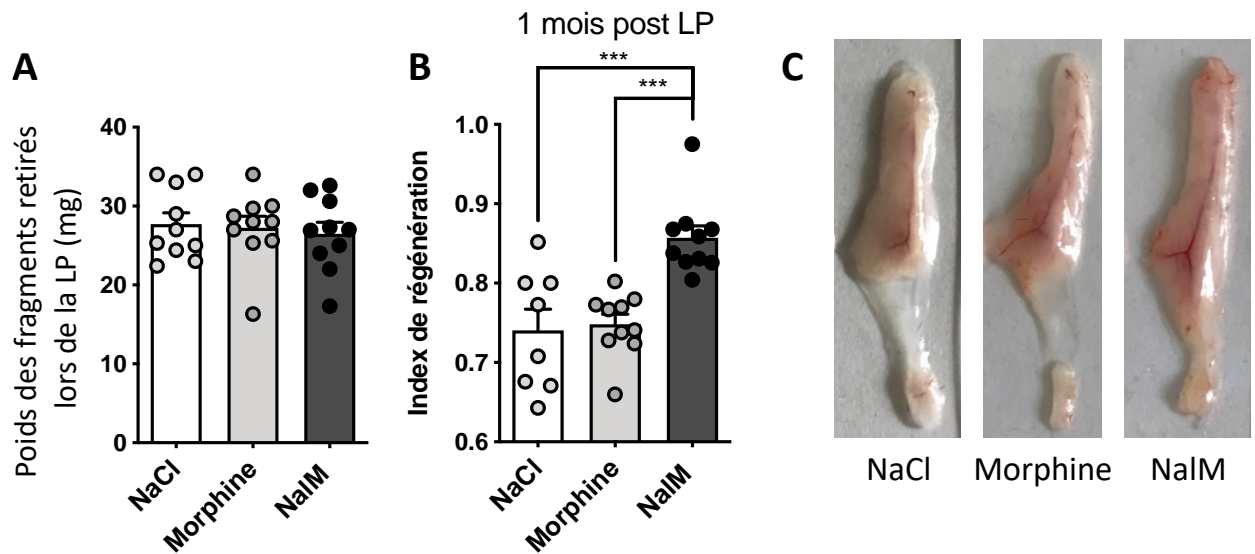 1 mois post LP
A
Poids des fragments retirés
lors de la LP (mg)
40
30
20
10
0
NaCl
Morphine
NalM
B
***
***
Index de régénération
1.0
0.9
0.8
0.7
0.6
NaCl
Morphine
NalM
C
NaCl
Morphine
NalM